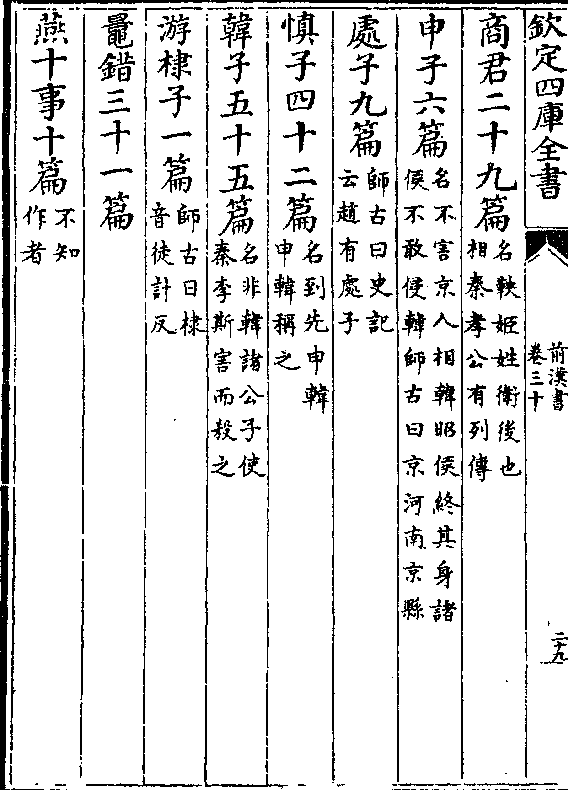 欽定四庫全書
前漢書
卷三十
二十九
商君二十九篇名鞅姬姓衛後也相秦孝公有列傳
申子六篇名不害京人相韓昭侯終其身諸侯不敢侵韓師古曰京河南京縣
處子九篇師古曰史記云趙有處子
慎子四十二篇名到先申韓申韓稱之
韓子五十五篇名非韓諸公子使秦李斯害而殺之
游棣子一篇師古曰棣音徒計反
鼂錯三十一篇
燕十事十篇不知作者